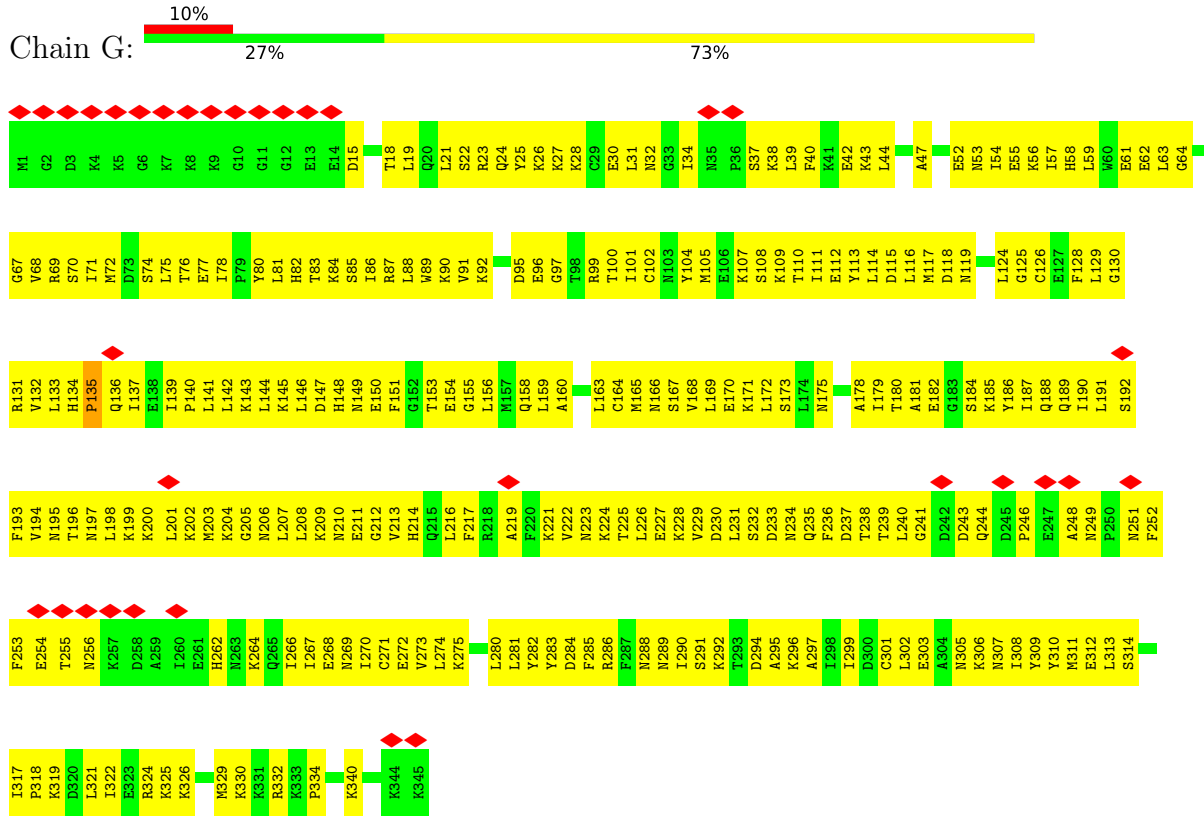 10%
Chain G:
27% 73%
M1 G2 D3 K4 K5 G6 K7 K8 K9 G10 G11 G12 E13 E14 D15 T18 L19 Q20 L21 S22 R23 Q24 Y25 K26 K27 K28 C29 E30 L31 N32 G33 I34 N35 P36 S37 K38 L39 F40 K41 E42 K43 L44 A47 E52 N53 I54 E55 K56 I57 H58 L59 W60 E61 E62 L63 G64
G67 V68 R69 S70 I71 M72 D73 S74 L75 T76 E77 I78 P79 Y80 L81 H82 T83 K84 S85 I86 R87 L88 W89 K90 V91 K92 D95 E96 G97 T98 R99 T100 I101 C102 N103 Y104 M105 E106 K107 S108 K109 T110 I111 E112 Y113 L114 D115 L116 M117 D118 N119 L124 G125 C126 E127 F128 L129 G130
R131 V132 L133 H134 P135 Q136 I137 E138 I139 P140 L141 L142 K143 L144 K145 L146 D147 H148 N149 E150 F151 G152 T153 E154 G155 L156 M157 Q158 L159 A160 L163 C164 M165 N166 S167 V168 L169 E170 K171 L172 S173 L174 N175 A178 I179 T180 A181 E182 G183 S184 K185 Y186 I187 Q188 Q189 I190 L191 S192
F193 V194 N195 T196 N197 L198 K199 K200 L201 K202 M203 K204 G205 N206 L207 L208 K209 N210 E211 G212 V213 H214 Q215 L216 F217 R218 A219 F220 K221 V222 N223 K224 T225 L226 E227 K228 V229 D230 L231 S232 D233 N234 Q235 F236 D237 T238 T239 L240 G241 D242 D243 Q244 D245 P246 E247 A248 N249 P250 N251 F252
F253 E254 T255 N256 K257 D258 A259 I260 E261 H262 N263 K264 Q265 I266 I267 E268 N269 I270 C271 E272 V273 L274 K275 L280 L281 Y282 Y283 D284 F285 R286 F287 N288 N289 I290 S291 K292 T293 D294 A295 K296 A297 I298 I299 D300 C301 L302 E303 A304 N305 K306 N307 I308 Y309 Y310 M311 E312 L313 S314
I317 P318 K319 D320 L321 I322 E323 R324 K325 K326 M329 K330 K331 R332 K333 P334 K340 K344 K345